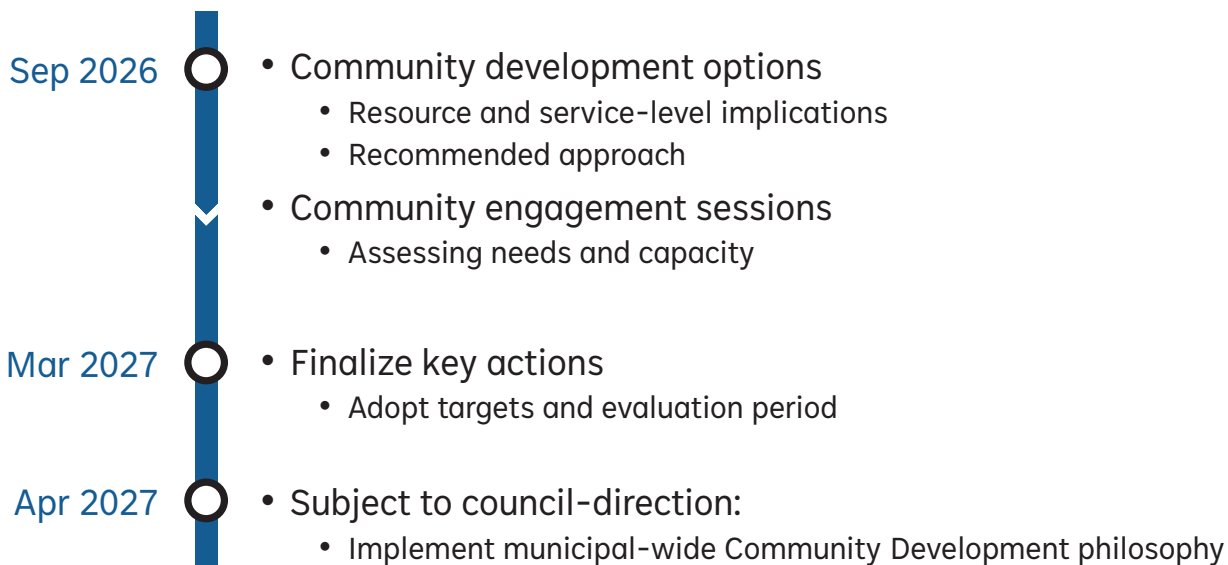 Sep 2026
• Community development options
• Resource and service-level implications
• Recommended approach
• Community engagement sessions
• Assessing needs and capacity
Mar 2027
• Finalize key actions
• Adopt targets and evaluation period
Apr 2027
• Subject to council-direction:
• Implement municipal-wide Community Development philosophy